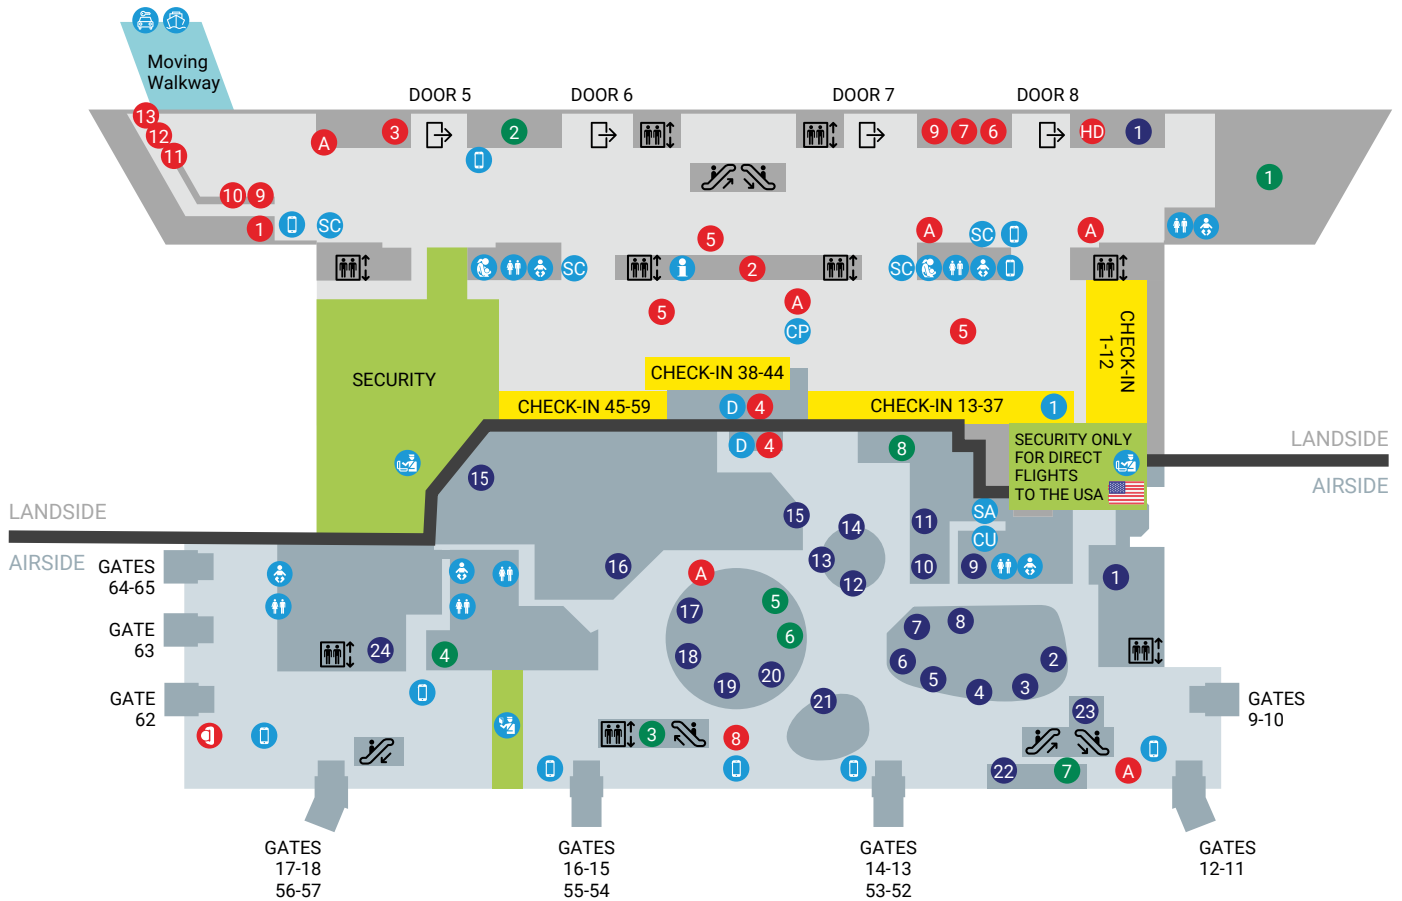 Moving
Walkway
DOOR 5
DOOR 6
DOOR 7
DOOR 8
13
12
11
10
9
1
SC
A
3
2
9
7
6
HD
1
1
5
A
SC
A
SC
2
SC
5
A
CP
5
CHECK-IN
1-12
SECURITY
CHECK-IN 38-44
CHECK-IN 45-59
D
4
CHECK-IN 13-37
1
D
4
8
SECURITY ONLY
FOR DIRECT
FLIGHTS
TO THE USA
LANDSIDE
AIRSIDE
LANDSIDE
AIRSIDE
15
15
14
11
SA
CU
16
13
12
10
9
1
A
17
5
6
18
19
20
7
8
6
5
4
3
2
24
4
21
23
3
8
22
7
A
GATES
64-65
GATE
63
GATE
62
GATES
9-10
GATES
17-18
56-57
GATES
16-15
55-54
GATES
14-13
53-52
GATES
12-11